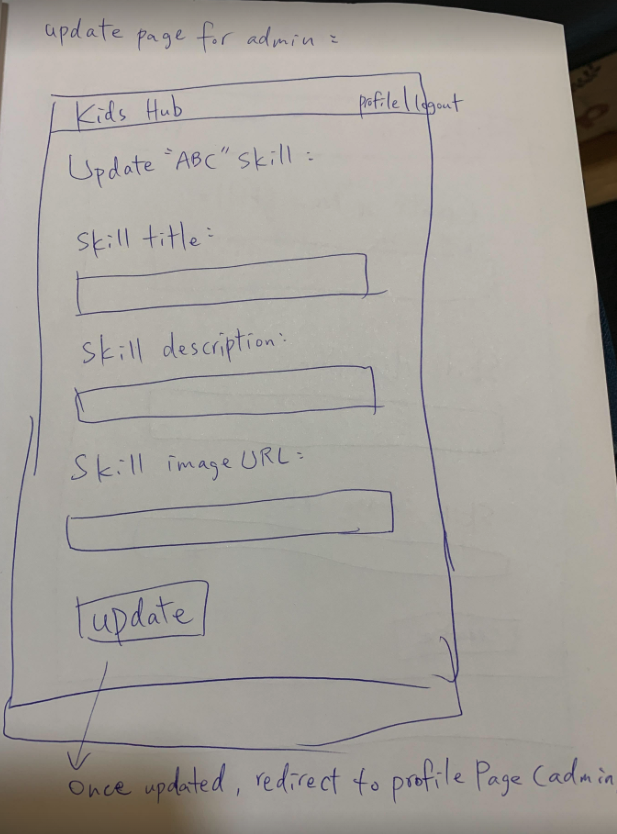 update page for admin :
Kids Hub profile | logout
Update "ABC" skill :
Skill title :
Skill description :
Skill image URL :
update
Once updated, redirect to profile Page (admin